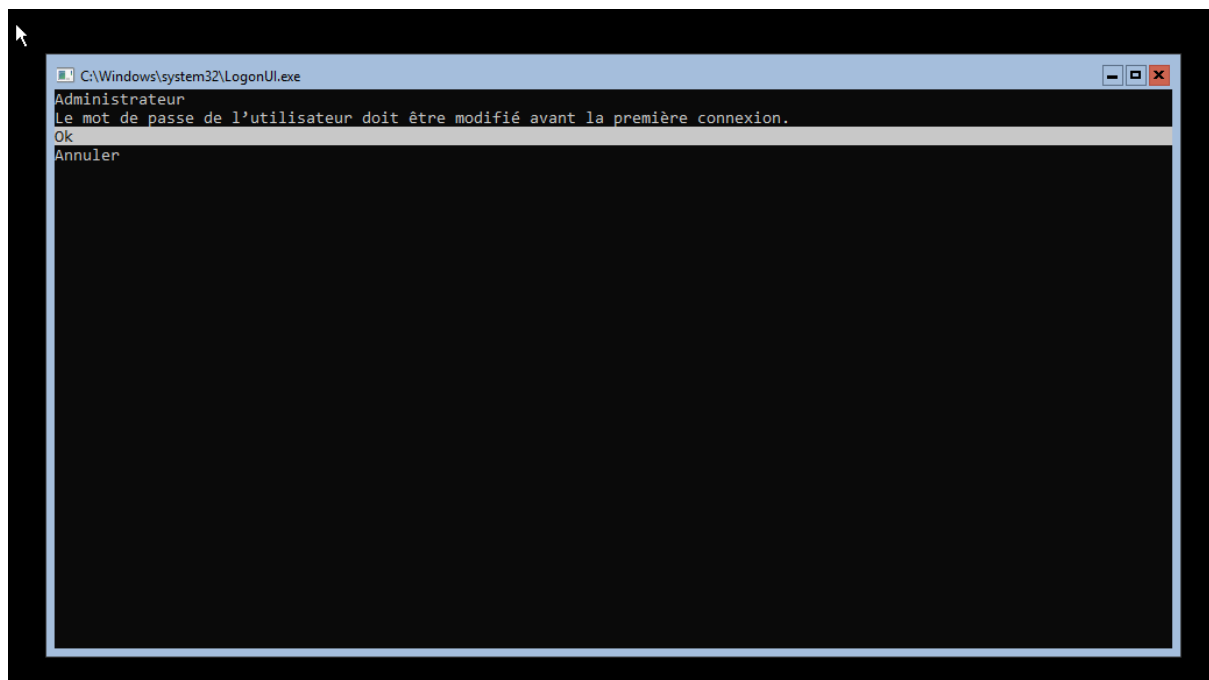 C:\Windows\system32\LogonUI.exe
Administrateur
Le mot de passe de l’utilisateur doit être modifié avant la première connexion.
Ok
Annuler